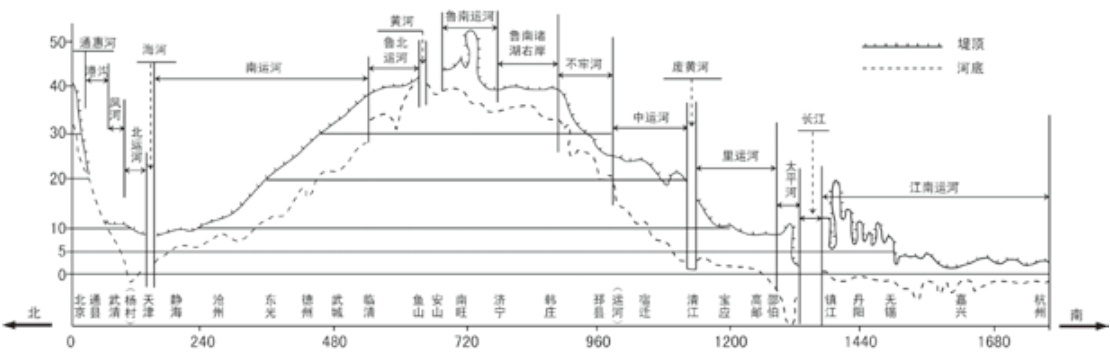 黄河
鲁南运河
通惠河
海河
鲁北
运河
鲁南诸
湖右岸
堤顶
河底
50
40
30
20
10
5
0
港沟
凤河
北运河
南运河
不牢河
废黄河
中运河
里运河
太平河
长江
江南运河
北
北京
通县
武清
(杨村)
天津
静海
沧州
东光
德州
武城
临清
鱼山
安山
南旺
济宁
韩庄
邳县
(运河)
宿迁
清江
宝应
高邮
邵伯
镇江
丹阳
无锡
嘉兴
杭州
南
0
240
480
720
960
1200
1440
1680